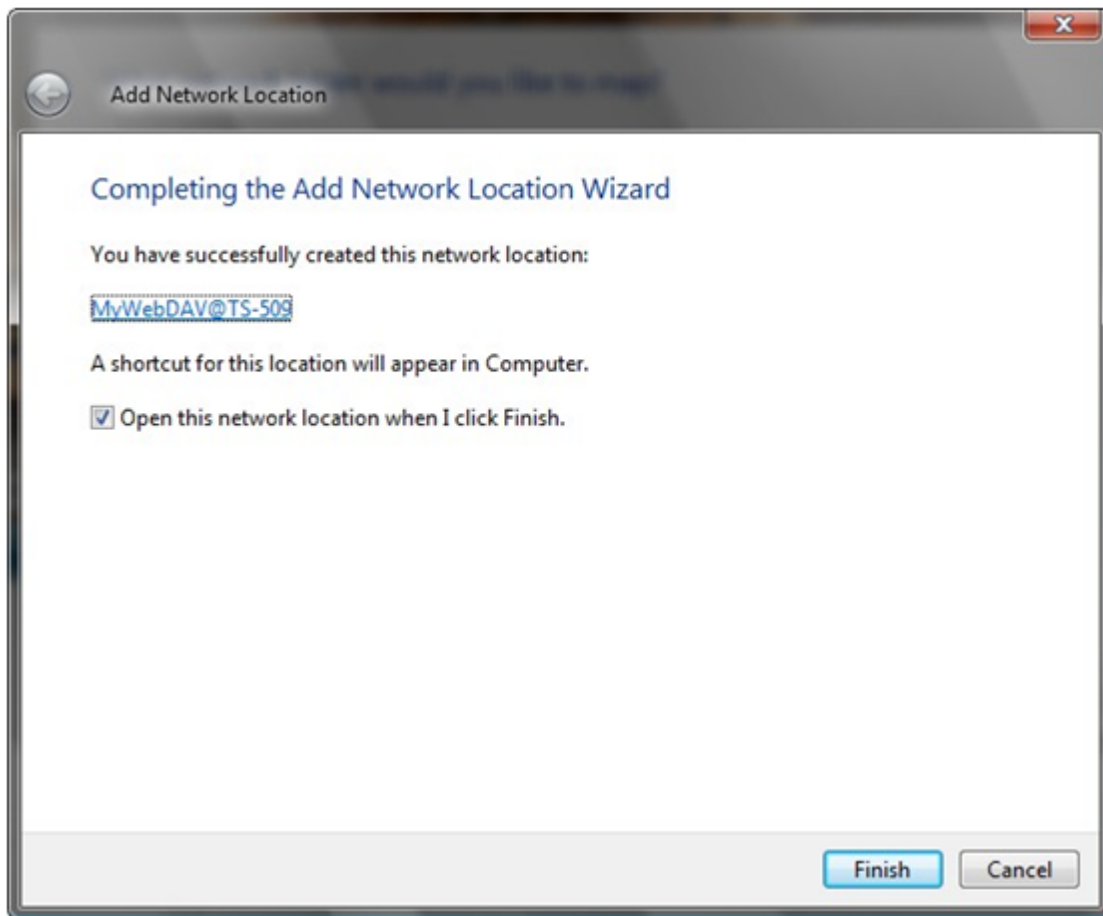 Add Network Location
Completing the Add Network Location Wizard
You have successfully created this network location:
MyWebDAV@TS-509
A shortcut for this location will appear in Computer.
Open this network location when I click Finish.
Finish
Cancel